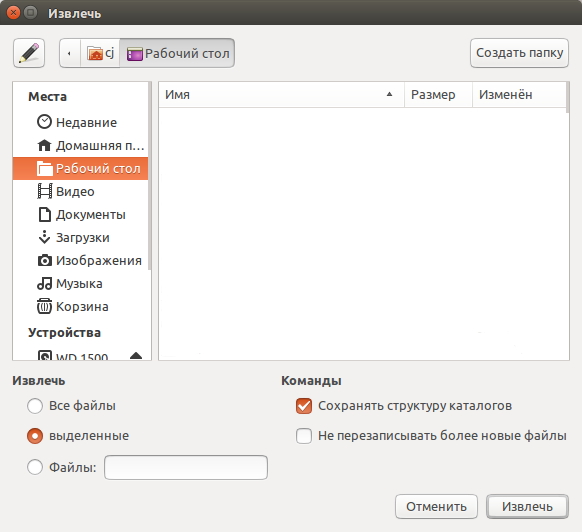 Извлечь
cj
Рабочий стол
Создать папку
Места
Недавние
Домашняя п...
Рабочий стол
Видео
Документы
Загрузки
Изображения
Музыка
Корзина
Устройства
WD 1500
Имя
Размер
Изменён
Извлечь
Все файлы
выделенные
Файлы:
Команды
Сохранять структуру каталогов
Не перезаписывать более новые файлы
Отменить
Извлечь